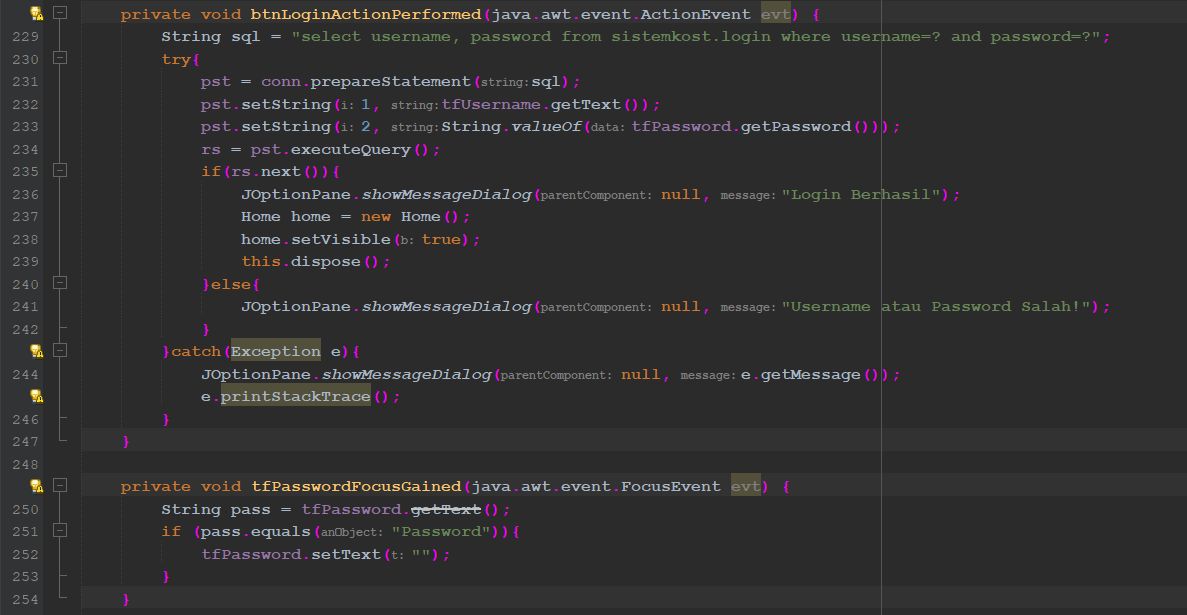 private void btnLoginActionPerformed(java.awt.event.ActionEvent evt) {
229 String sql = "select username, password from sistemkost.login where username=? and password=?";
230 try{
231 pst = conn.prepareStatement(string:sql);
232 pst.setString(i: 1, string:tfUsername.getText());
233 pst.setString(i: 2, string:String.valueOf(data: tfPassword.getPassword()));
234 rs = pst.executeQuery();
235 if(rs.next()){
236 JOptionPane.showMessageDialog(parentComponent: null, message: "Login Berhasil");
237 Home home = new Home();
238 home.setVisible(b: true);
239 this.dispose();
240 }else{
241 JOptionPane.showMessageDialog(parentComponent: null, message: "Username atau Password Salah!");
242 }
}catch(Exception e){
244 JOptionPane.showMessageDialog(parentComponent: null, message: e.getMessage());
e.printStackTrace();
246 }
247 }
248
private void tfPasswordFocusGained(java.awt.event.FocusEvent evt) {
250 String pass = tfPassword.getText();
251 if (pass.equals(anObject: "Password")){
252 tfPassword.setText(t: "");
253 }
254 }